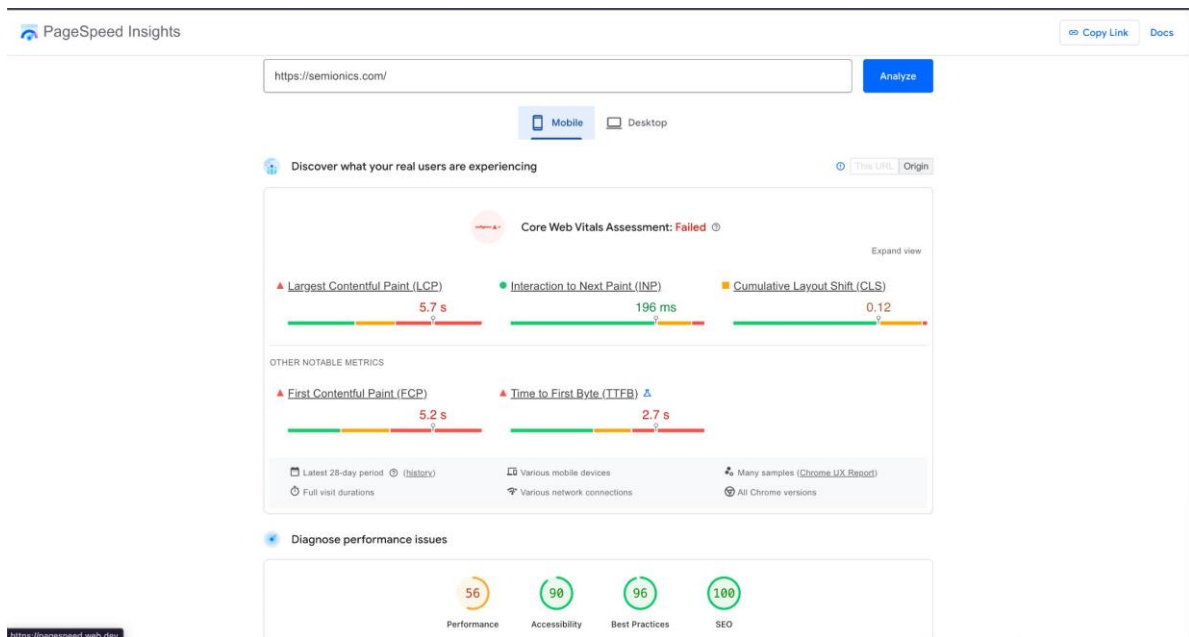 PageSpeed Insights
Copy Link Docs
https://semionics.com/ Analyze
Mobile Desktop
Discover what your real users are experiencing This URL Origin
Core Web Vitals Assessment: Failed
Expand view
Largest Contentful Paint (LCP) Interaction to Next Paint (INP) Cumulative Layout Shift (CLS)
5.7 s 196 ms 0.12
OTHER NOTABLE METRICS
First Contentful Paint (FCP) Time to First Byte (TTFB)
5.2 s 2.7 s
Latest 28-day period (history) Various mobile devices Many samples (Chrome UX Report)
Full visit durations Various network connections All Chrome versions
Diagnose performance issues
56 90 96 100
Performance Accessibility Best Practices SEO
https://pagespeed.web.dev